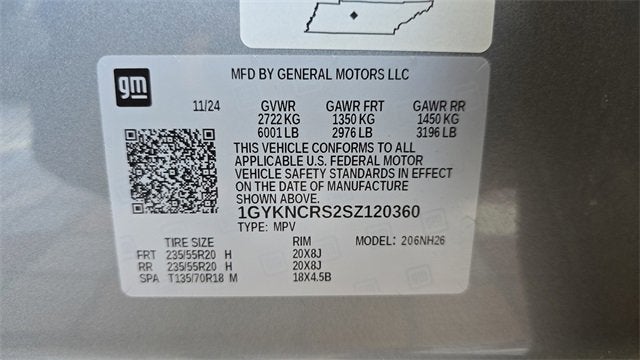 gm
MFD BY GENERAL MOTORS LLC
11/24 GVWR GAWR FRT GAWR RR
2722 KG 1350 KG 1450 KG
6001 LB 2976 LB 3196 LB
THIS VEHICLE CONFORMS TO ALL
APPLICABLE U.S. FEDERAL MOTOR
VEHICLE SAFETY STANDARDS IN EFFECT
ON THE DATE OF MANUFACTURE
SHOWN ABOVE.
1GYKNCRS2SZ120360
TYPE: MPV
TIRE SIZE RIM MODEL: 206NH26
FRT 235/55R20 H 20X8J
RR 235/55R20 H 20X8J
SPA T135/70R18 M 18X4.5B